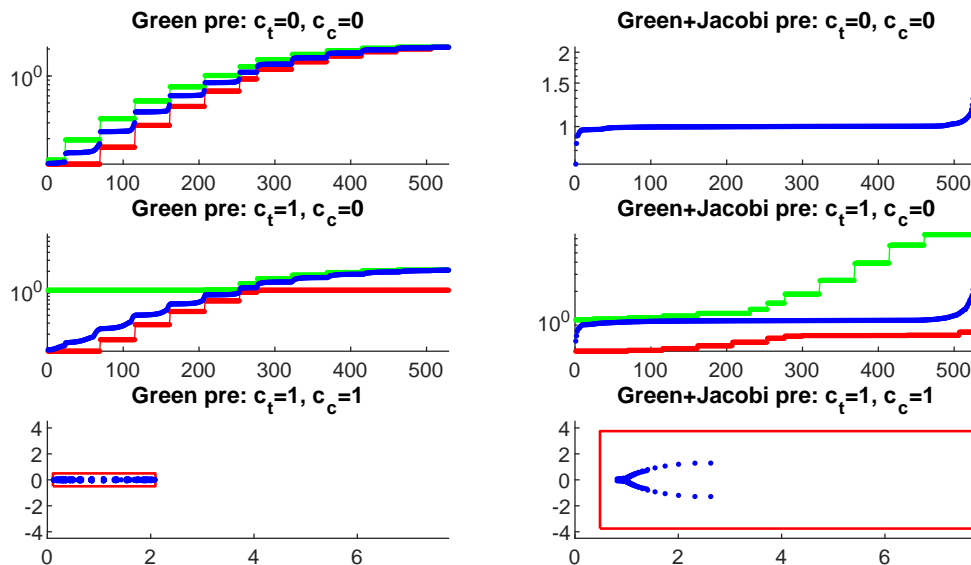 Green pre: c_t=0, c_c=0
10^0
0 100 200 300 400 500
Green+Jacobi pre: c_t=0, c_c=0
2
1.5
1
0 100 200 300 400 500
Green pre: c_t=1, c_c=0
10^0
0 100 200 300 400 500
Green+Jacobi pre: c_t=1, c_c=0
10^0
0 100 200 300 400 500
Green pre: c_t=1, c_c=1
4
2
0
-2
-4
0 2 4 6
Green+Jacobi pre: c_t=1, c_c=1
4
2
0
-2
-4
0 2 4 6